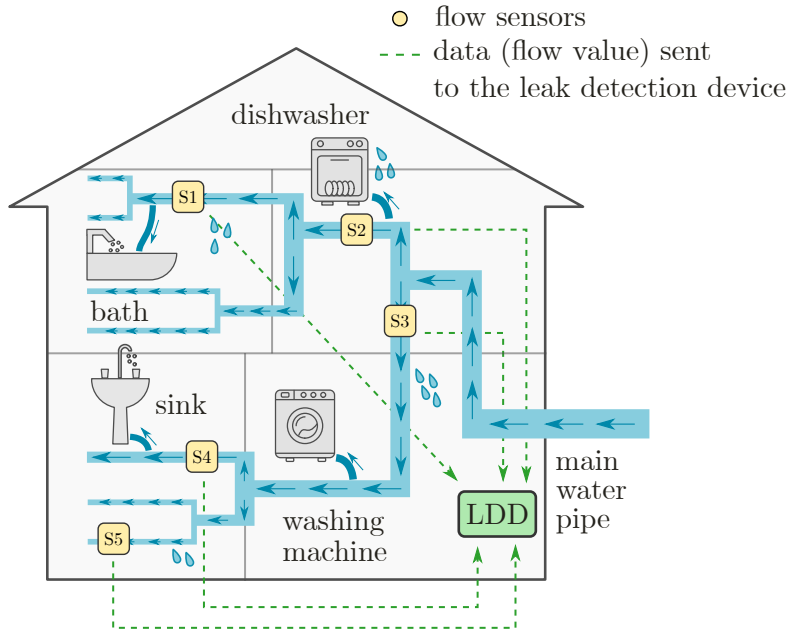 flow sensors
data (flow value) sent
to the leak detection device
dishwasher
S1
S2
bath
S3
sink
S4
main
water
pipe
LDD
washing
machine
S5